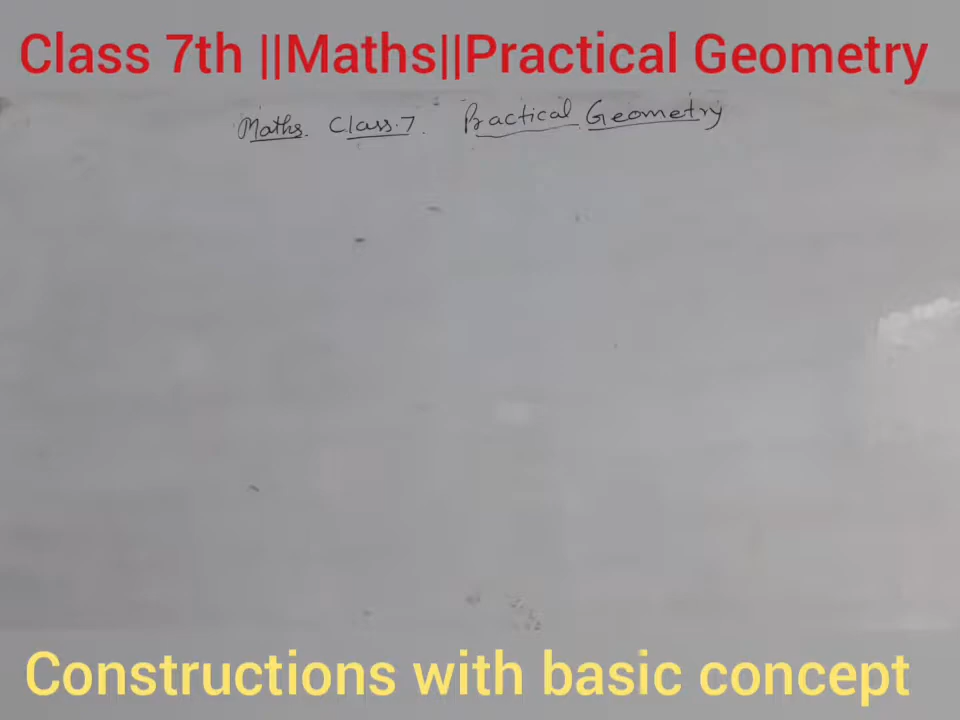 Class 7th ||Maths||Practical Geometry
Maths. Class.7. Practical Geometry
Constructions with basic concept